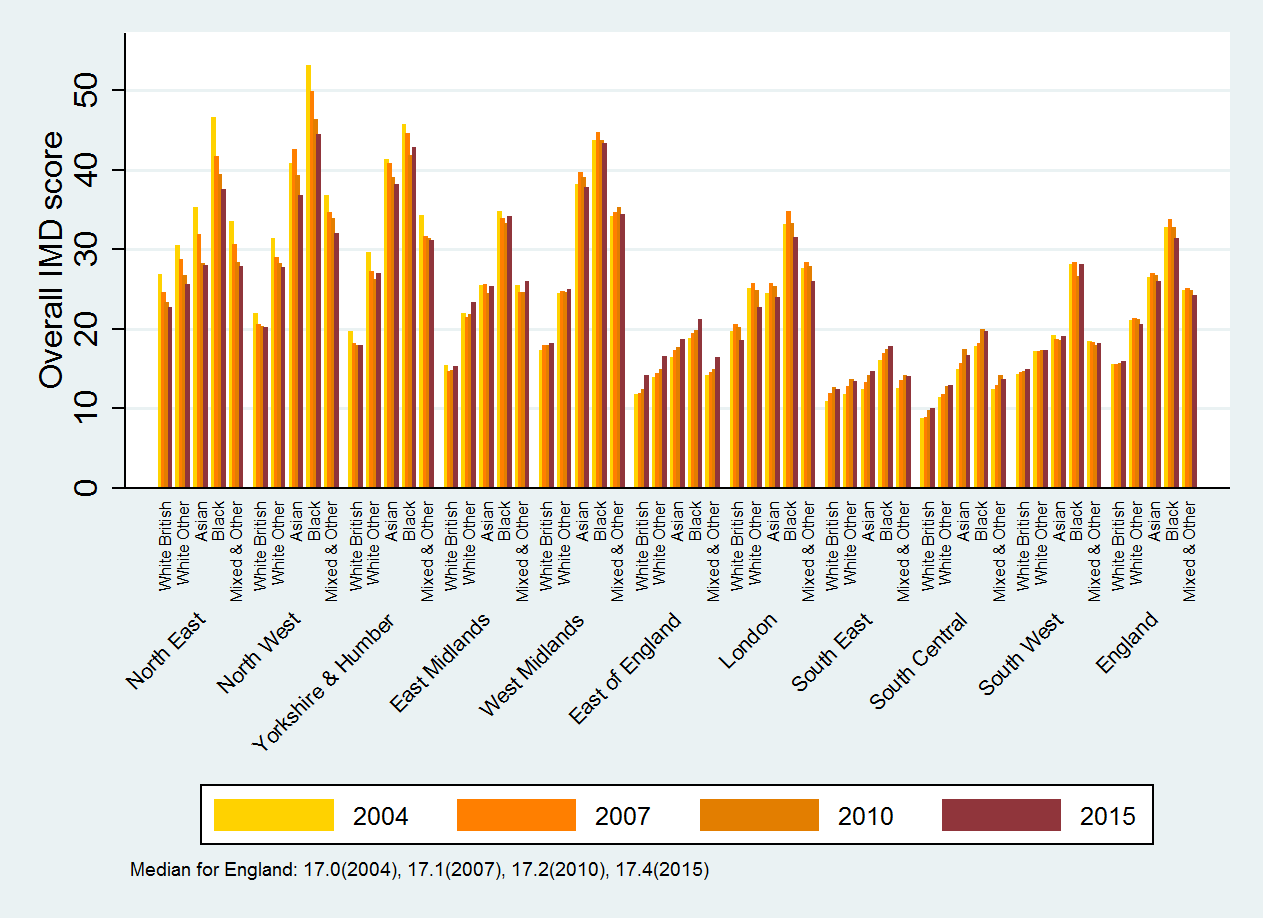 Overall IMD score
50
40
30
20
10
0
White British
White Other
Asian
Black
Mixed & Other
White British
White Other
Asian
Black
Mixed & Other
White British
White Other
Asian
Black
Mixed & Other
White British
White Other
Asian
Black
Mixed & Other
White British
White Other
Asian
Black
Mixed & Other
White British
White Other
Asian
Black
Mixed & Other
White British
White Other
Asian
Black
Mixed & Other
White British
White Other
Asian
Black
Mixed & Other
White British
White Other
Asian
Black
Mixed & Other
White British
White Other
Asian
Black
Mixed & Other
White British
White Other
Asian
Black
Mixed & Other
North East
North West
Yorkshire & Humber
East Midlands
West Midlands
East of England
London
South East
South Central
South West
England
2004
2007
2010
2015
Median for England: 17.0(2004), 17.1(2007), 17.2(2010), 17.4(2015)